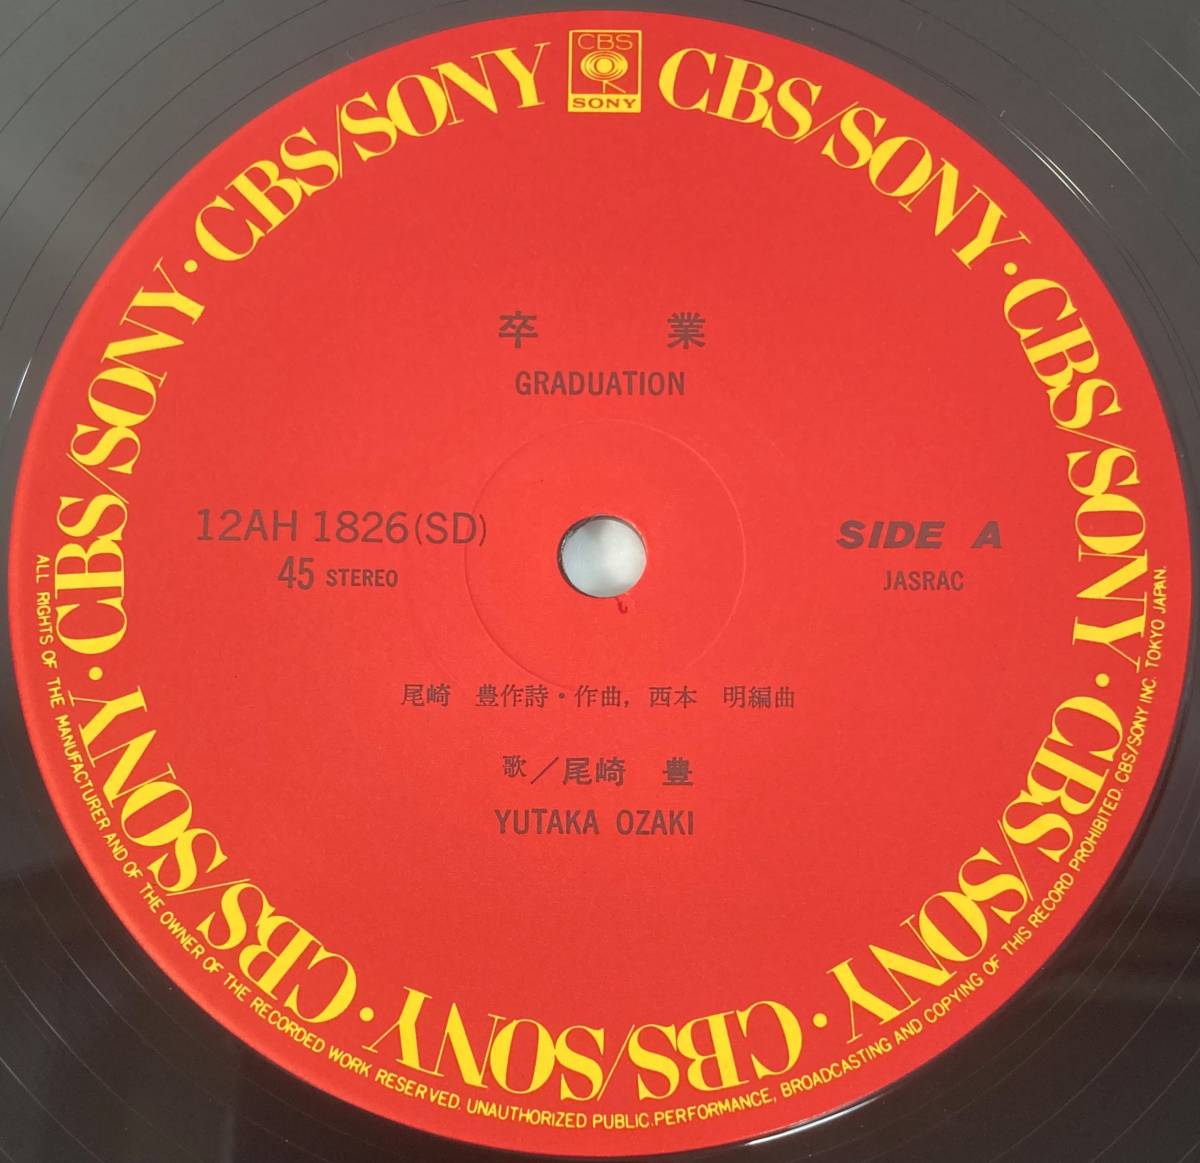 CBS
SONY
CBS/SONY · CBS/SONY · CBS/SONY · CBS/SONY · CBS/SONY · CBS/SONY · CBS/SONY · CBS/SONY
卒 業
GRADUATION
12AH 1826(SD)
45 STEREO
SIDE A
JASRAC
尾崎 豊作詩・作曲, 西本 明編曲
歌／尾崎 豊
YUTAKA OZAKI
ALL RIGHTS OF THE MANUFACTURER AND OF THE OWNER OF THE RECORDED WORK RESERVED. UNAUTHORIZED PUBLIC PERFORMANCE, BROADCASTING AND COPYING OF THIS RECORD PROHIBITED. CBS/SONY INC. TOKYO JAPAN.